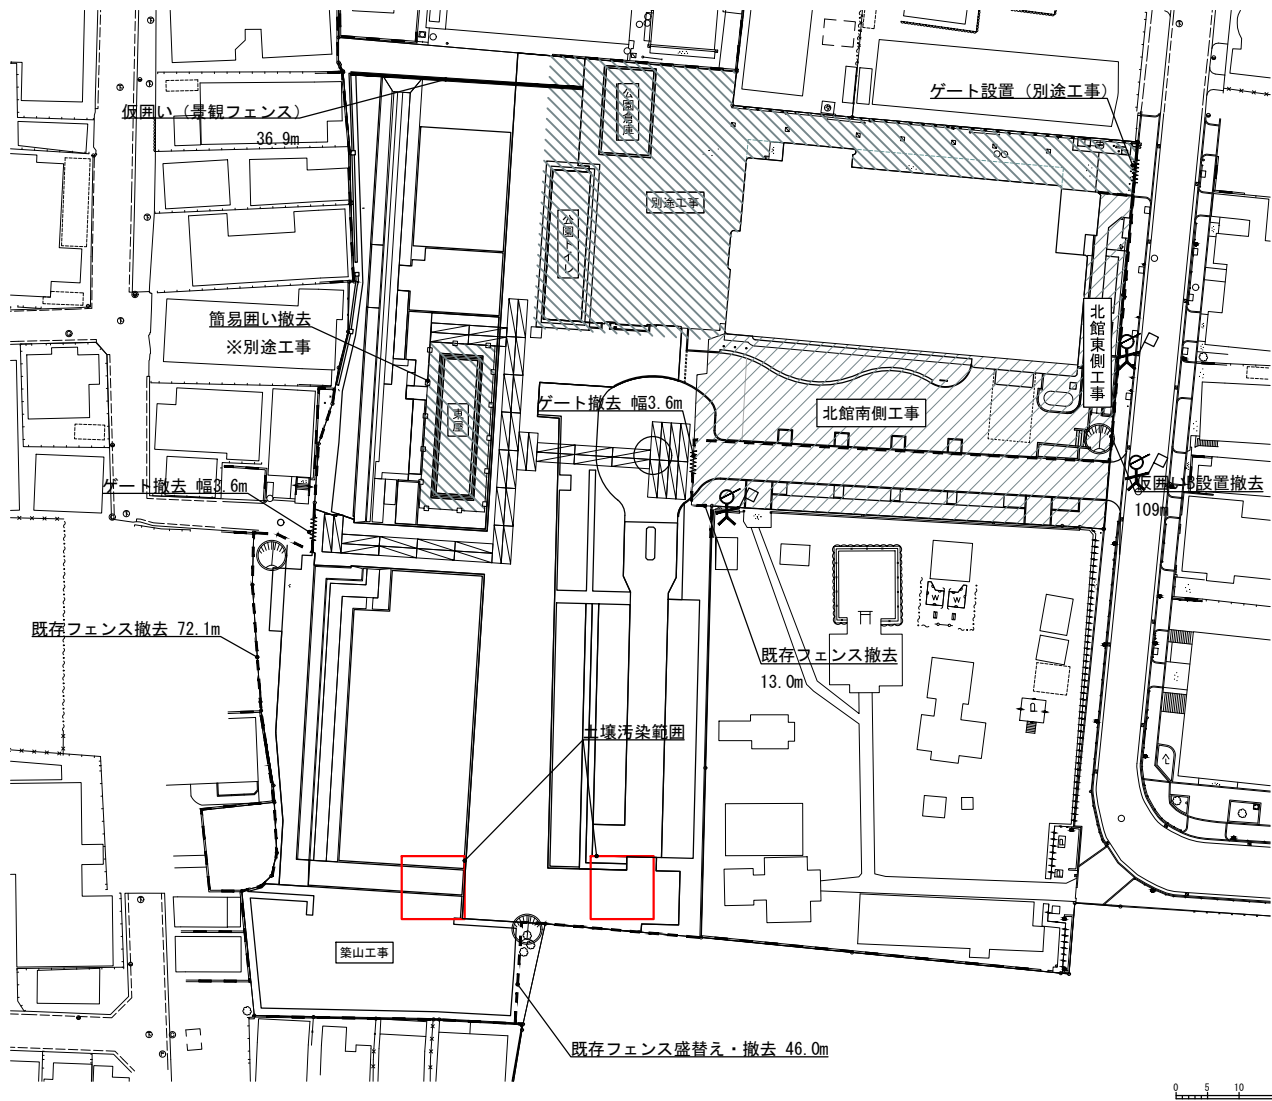 ゲート設置（別途工事）
仮囲い（景観フェンス）
36.9m
公園倉庫
別途工事
公園トイレ
簡易囲い撤去
※別途工事
北館東側工事
東屋
ゲート撤去 幅3.6m
北館南側工事
ゲート撤去 幅3.6m
仮囲いB設置撤去
109m
W W
既存フェンス撤去 72.1m
既存フェンス撤去
13.0m
土壌汚染範囲
築山工事
既存フェンス盛替え・撤去 46.0m
0 5 10